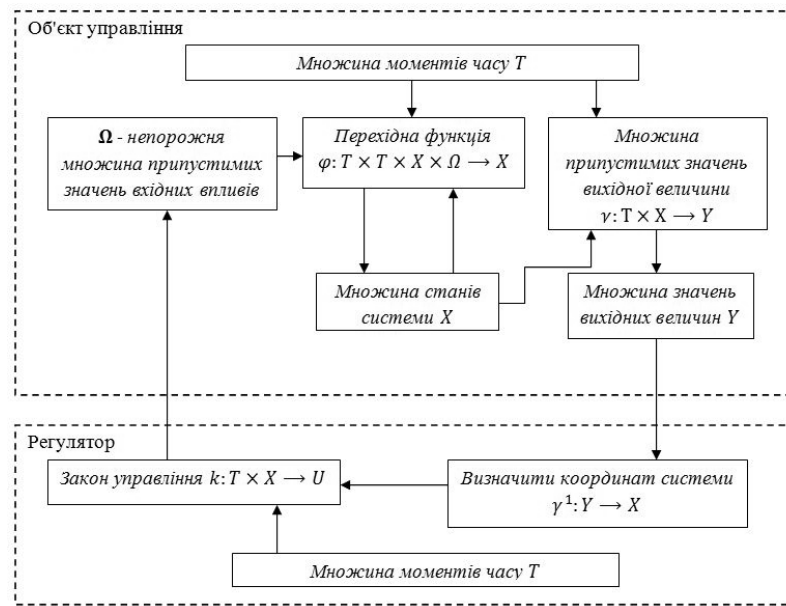 Об'єкт управління
Множина моментів часу T
Ω - непорожня
множина припустимих
значень вхідних впливів
Перехідна функція
φ: T × T × X × Ω ⟶ X
Множина
припустимих значень
вихідної величини
γ: T × X ⟶ Y
Множина станів
системи X
Множина значень
вихідних величин Y
Регулятор
Закон управління k: T × X ⟶ U
Визначити координат системи
γ¹: Y ⟶ X
Множина моментів часу T